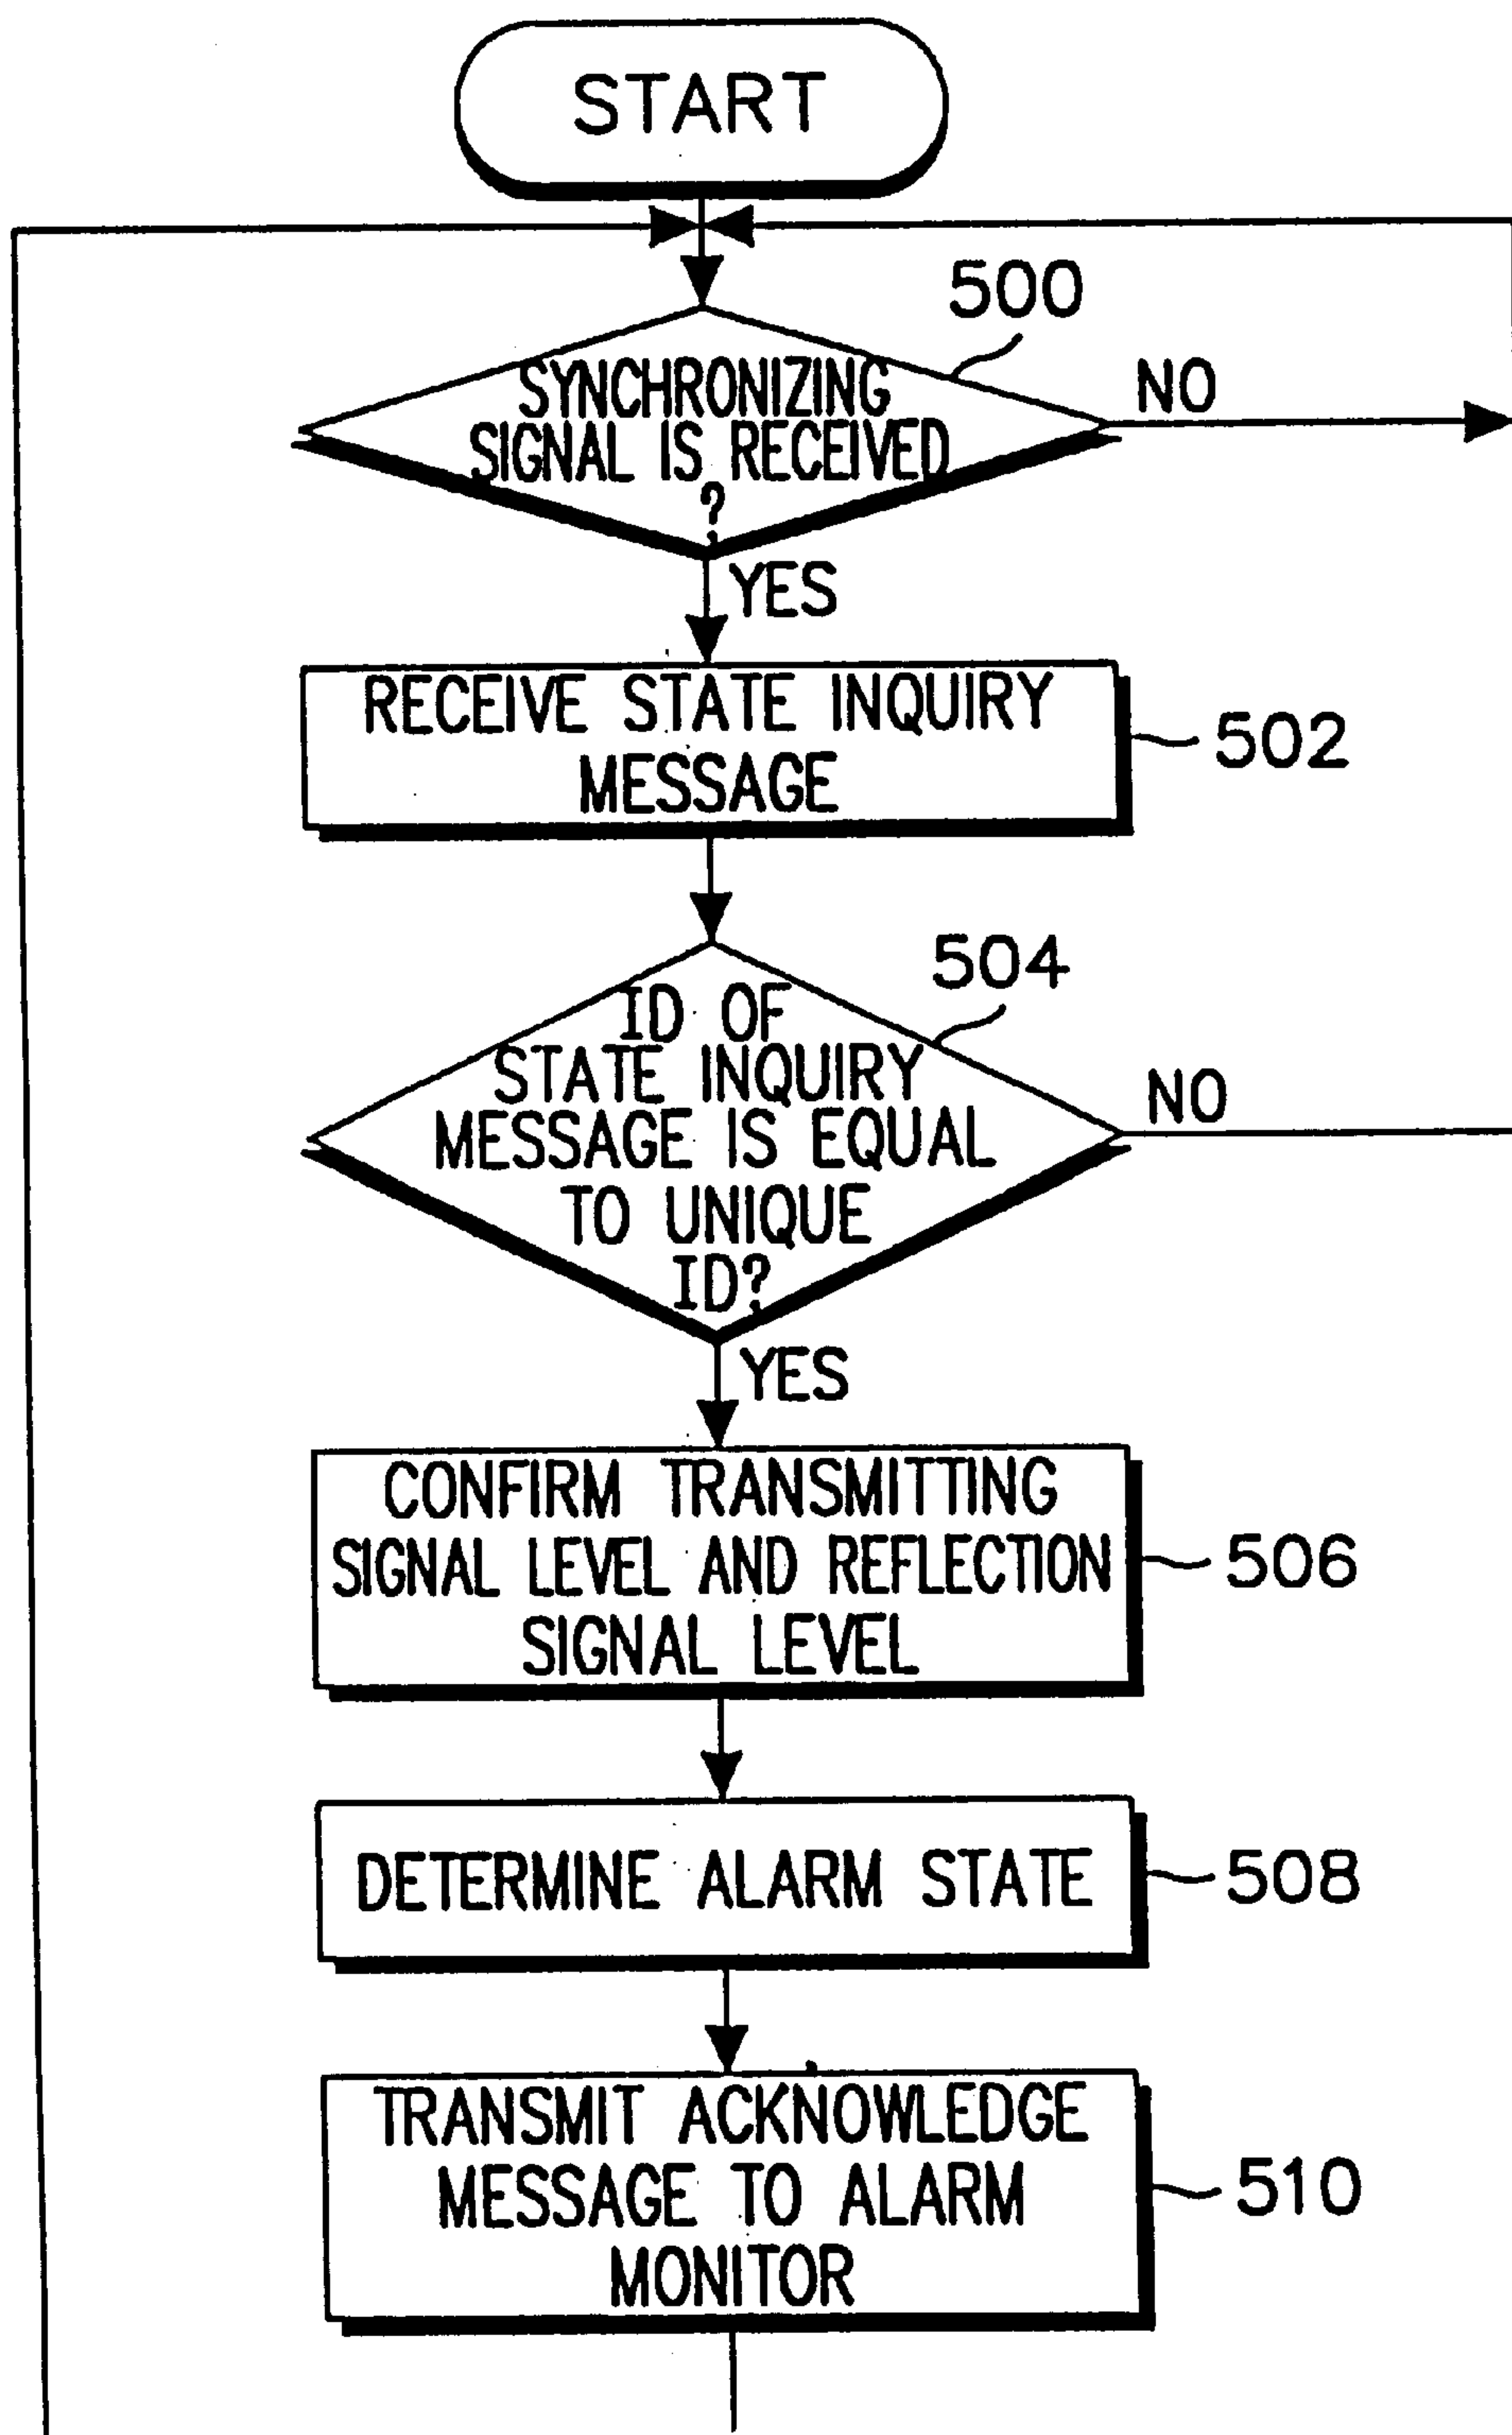 START
500
SYNCHRONIZING
SIGNAL IS RECEIVED
?
NO
YES
RECEIVE STATE INQUIRY
MESSAGE
502
504
ID OF
STATE INQUIRY
MESSAGE IS EQUAL
TO UNIQUE
ID?
NO
YES
CONFIRM TRANSMITTING
SIGNAL LEVEL AND REFLECTION
SIGNAL LEVEL
506
DETERMINE ALARM STATE
508
TRANSMIT ACKNOWLEDGE
MESSAGE TO ALARM
MONITOR
510